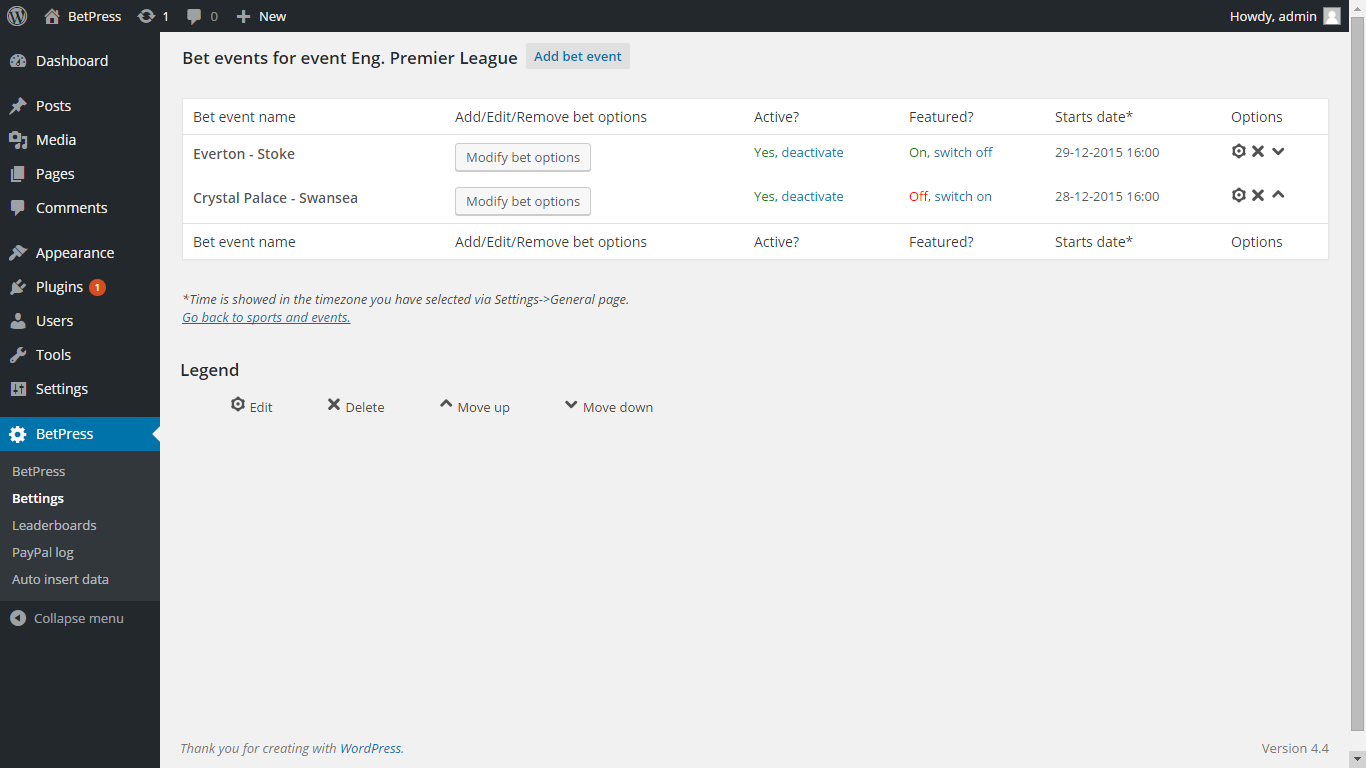 BetPress 1 0 New Howdy, admin
Dashboard
Posts
Media
Pages
Comments
Appearance
Plugins 1
Users
Tools
Settings
BetPress
BetPress
Bettings
Leaderboards
PayPal log
Auto insert data
Collapse menu
Bet events for event Eng. Premier League Add bet event
Bet event name Add/Edit/Remove bet options Active? Featured? Starts date* Options
Everton - Stoke Modify bet options Yes, deactivate On, switch off 29-12-2015 16:00
Crystal Palace - Swansea Modify bet options Yes, deactivate Off, switch on 28-12-2015 16:00
Bet event name Add/Edit/Remove bet options Active? Featured? Starts date* Options
*Time is showed in the timezone you have selected via Settings->General page.
Go back to sports and events.
Legend
Edit Delete Move up Move down
Thank you for creating with WordPress. Version 4.4